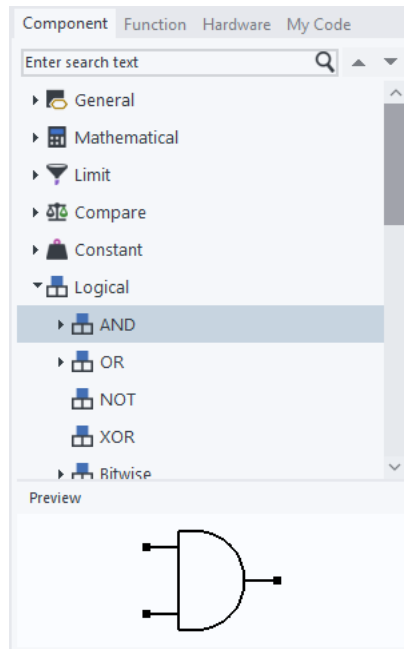 Component Function Hardware My Code
Enter search text
General
Mathematical
Limit
Compare
Constant
Logical
AND
OR
NOT
XOR
Bitwise
Preview